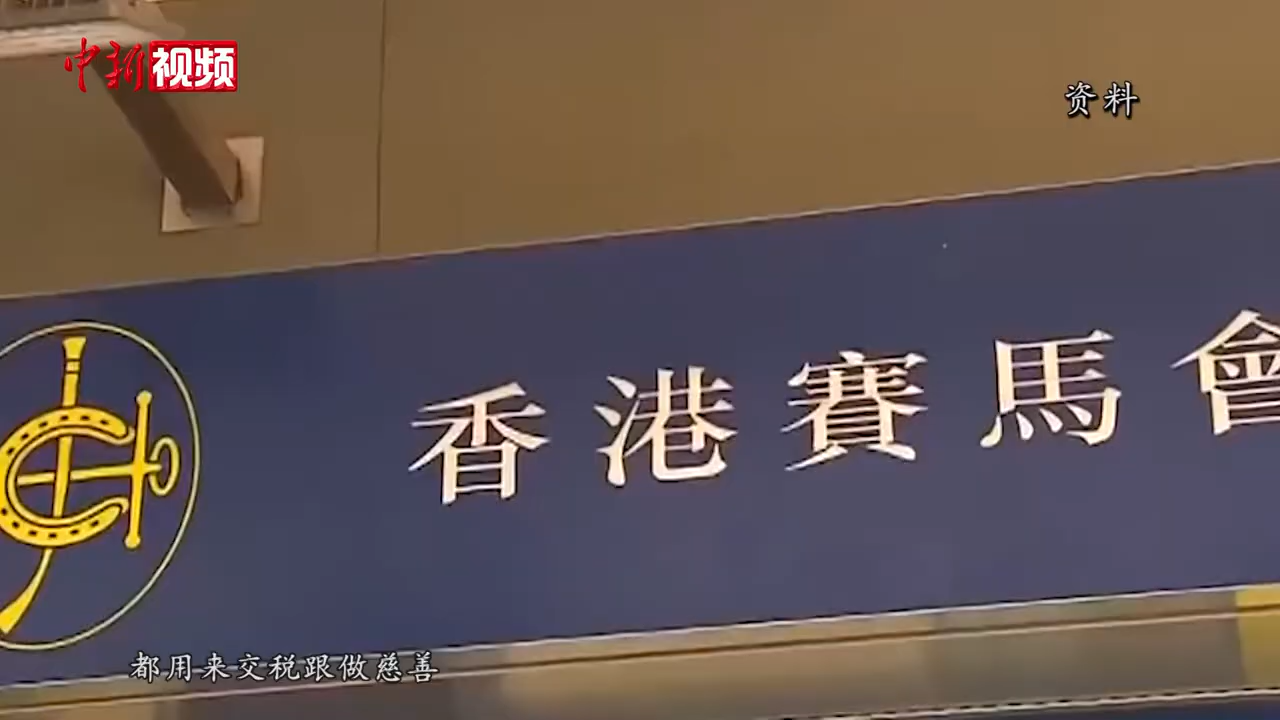 中新视频
资料
香港賽馬會
都用来交税跟做慈善